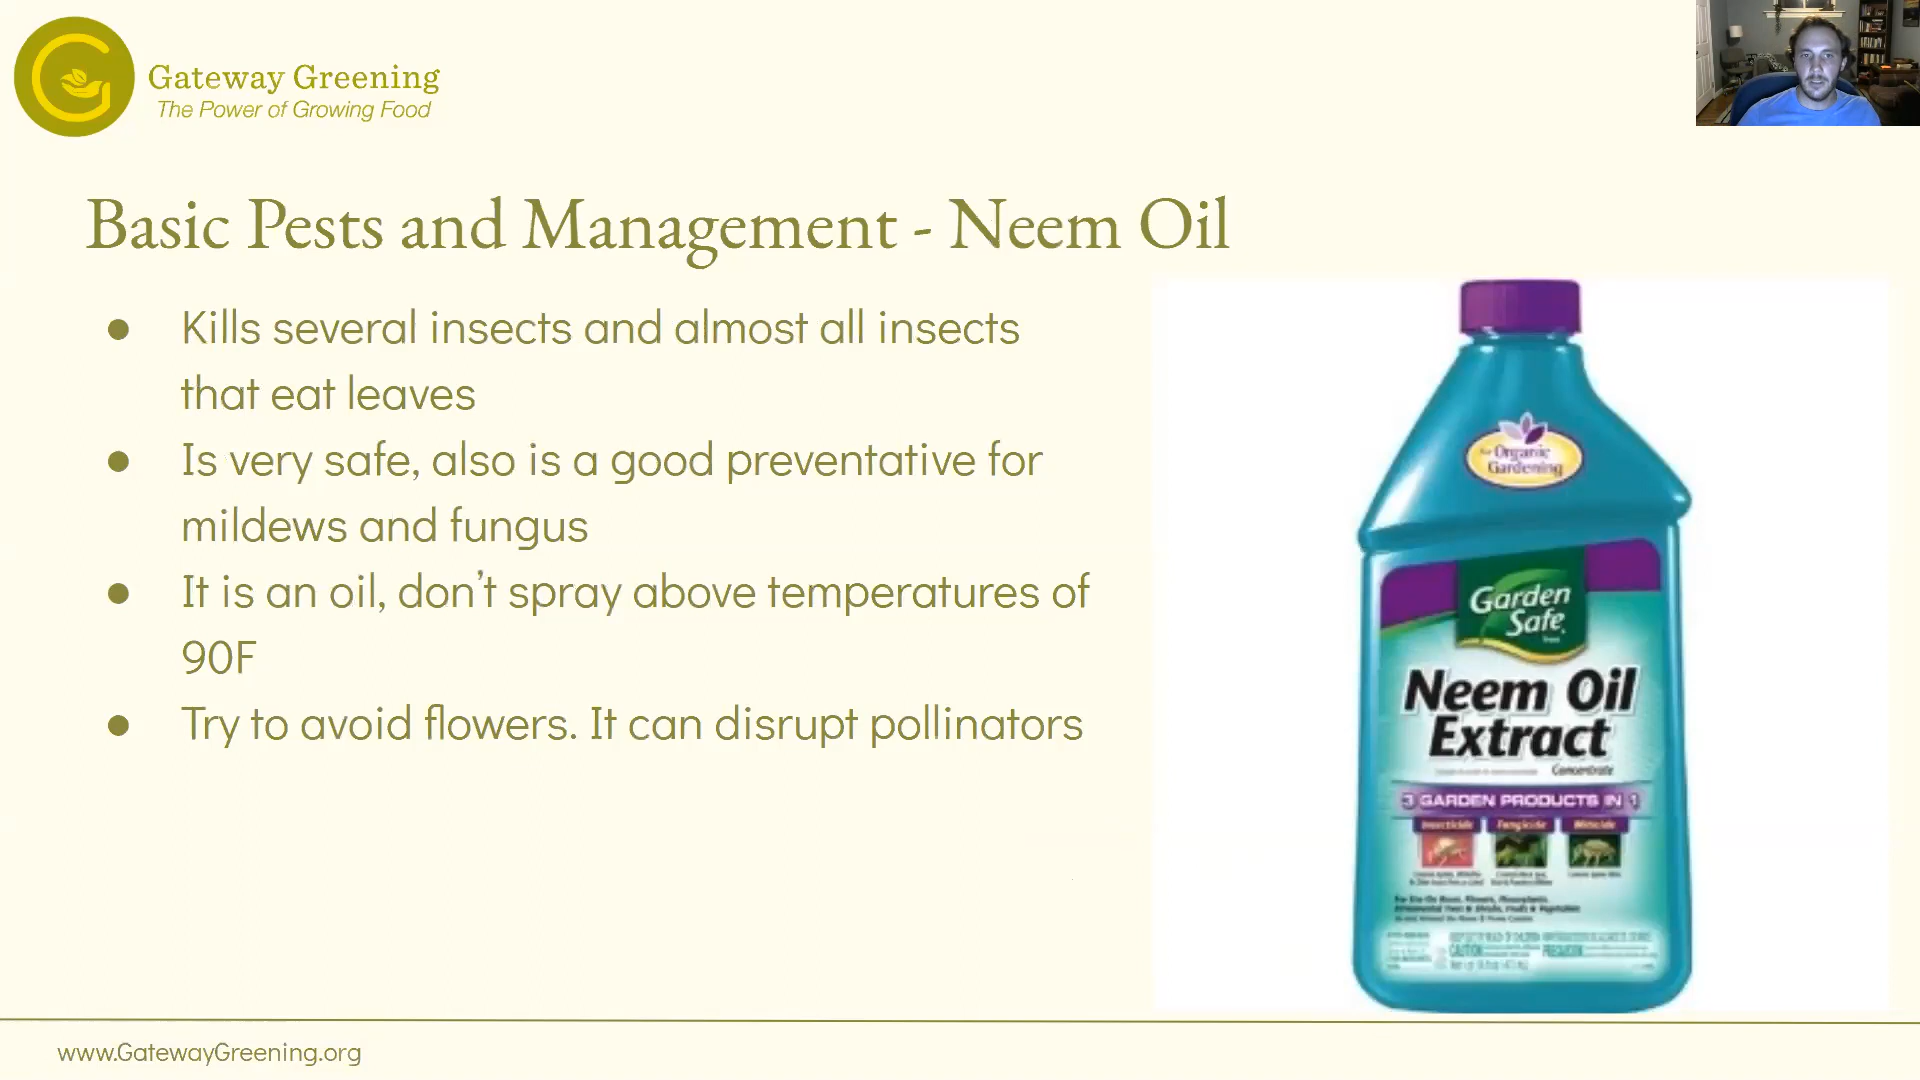 Gateway Greening
The Power of Growing Food
Basic Pests and Management - Neem Oil
● Kills several insects and almost all insects
that eat leaves
● Is very safe, also is a good preventative for
mildews and fungus
● It is an oil, don’t spray above temperatures of
90F
● Try to avoid flowers. It can disrupt pollinators
Organic
Gardening
Garden
Safe
Neem Oil
Extract
Concentrate
3 GARDEN PRODUCTS IN 1
Insecticide Fungicide Miticide
CAUTION
www.GatewayGreening.org